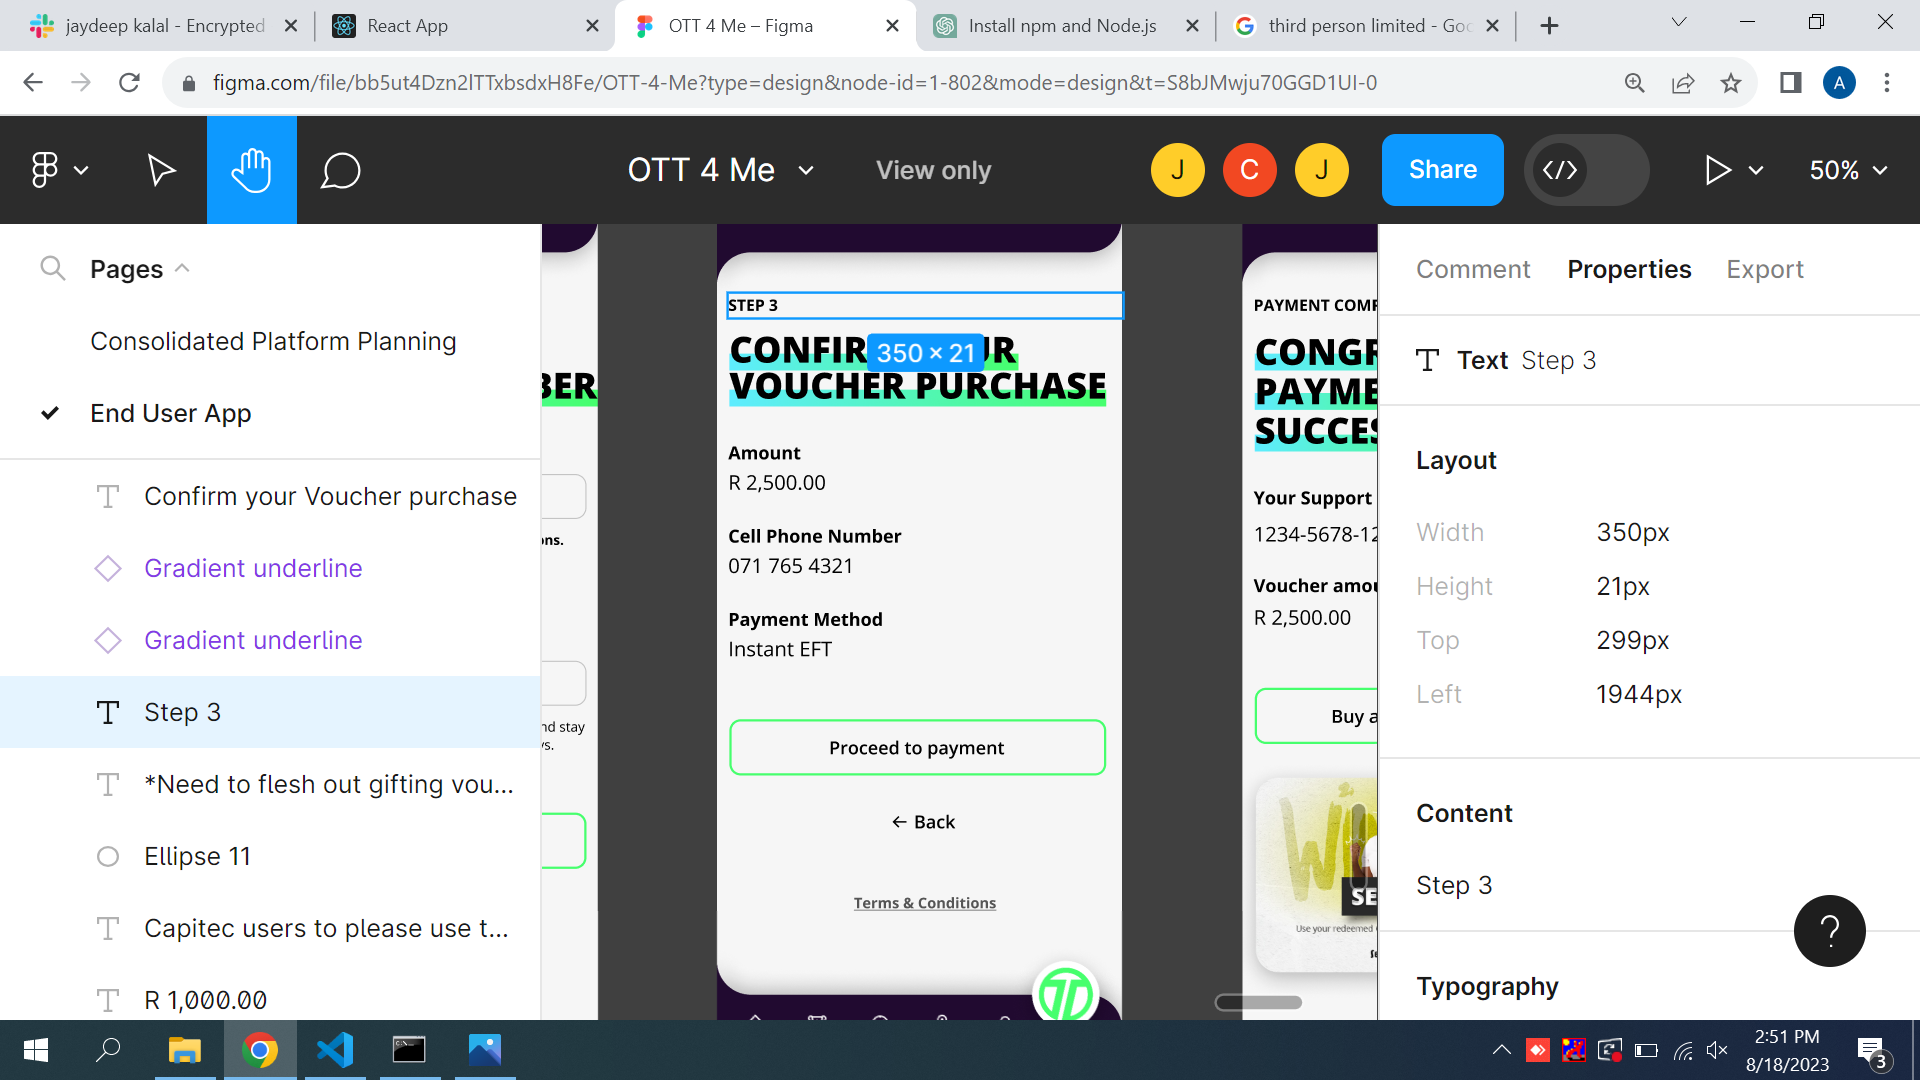 jaydeep kalal - Encrypted
React App
OTT 4 Me – Figma
Install npm and Node.js
third person limited - Goo
figma.com/file/bb5ut4Dzn2lTTxbsdxH8Fe/OTT-4-Me?type=design&node-id=1-802&mode=design&t=S8bJMwju70GGD1UI-0
A
OTT 4 Me
View only
J
C
J
Share
</>
50%
Pages
Consolidated Platform Planning
End User App
Confirm your Voucher purchase
Gradient underline
Gradient underline
Step 3
*Need to flesh out gifting vou...
Ellipse 11
Capitec users to please use t...
R 1,000.00
BER
ons.
nd stay
/s.
STEP 3
350 × 21
VOUCHER PURCHASE
Amount
R 2,500.00
Cell Phone Number
071 765 4321
Payment Method
Instant EFT
Proceed to payment
← Back
Terms & Conditions
PAYMENT COMP
CONGR
PAYME
SUCCES
Your Support
1234-5678-12
Voucher amou
R 2,500.00
Buy a
WI
SE
Use your redeemed
Comment
Properties
Export
Text Step 3
Layout
Width 350px
Height 21px
Top 299px
Left 1944px
Content
Step 3
?
Typography
2:51 PM
8/18/2023
3